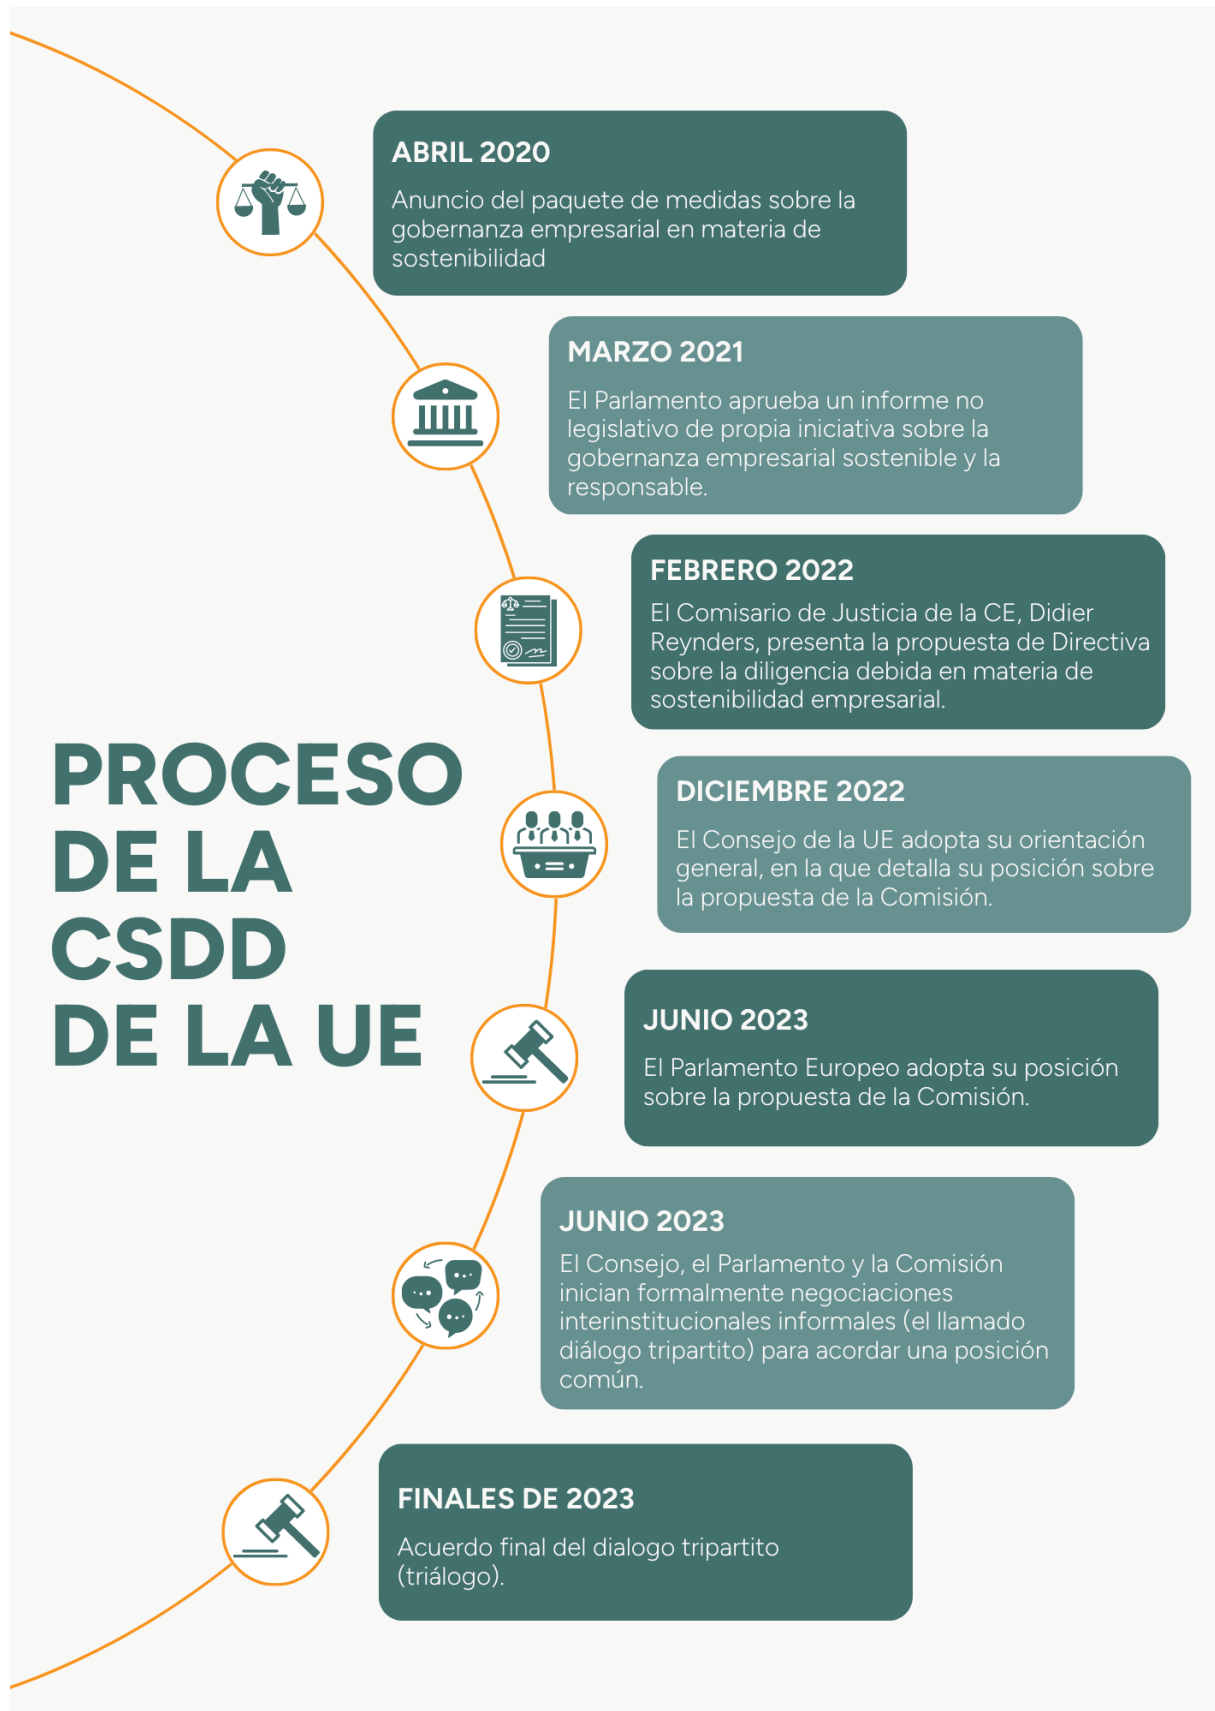 ABRIL 2020
Anuncio del paquete de medidas sobre la
gobernanza empresarial en materia de
sostenibilidad
MARZO 2021
El Parlamento aprueba un informe no
legislativo de propia iniciativa sobre la
gobernanza empresarial sostenible y la
responsable.
FEBRERO 2022
El Comisario de Justicia de la CE, Didier
Reynders, presenta la propuesta de Directiva
sobre la diligencia debida en materia de
sostenibilidad empresarial.
PROCESO
DE LA
CSDD
DE LA UE
DICIEMBRE 2022
El Consejo de la UE adopta su orientación
general, en la que detalla su posición sobre
la propuesta de la Comisión.
JUNIO 2023
El Parlamento Europeo adopta su posición
sobre la propuesta de la Comisión.
JUNIO 2023
El Consejo, el Parlamento y la Comisión
inician formalmente negociaciones
interinstitucionales informales (el llamado
diálogo tripartito) para acordar una posición
común.
FINALES DE 2023
Acuerdo final del dialogo tripartito
(triálogo).